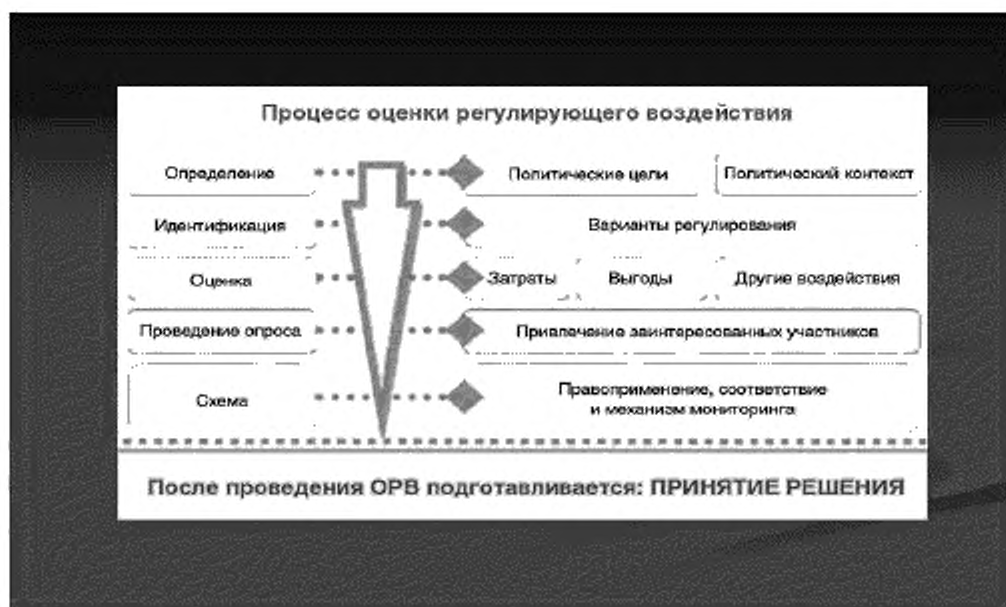 Процесс оценки регулирующего воздействия
Определение
Политические цели
Политический контекст
Идентификация
Варианты регулирования
Оценка
Затраты
Выгоды
Другие воздействия
Проведение опроса
Привлечение заинтересованных участников
Схема
Правоприменение, соответствие
и механизм мониторинга
После проведения ОРВ подготавливается: ПРИНЯТИЕ РЕШЕНИЯ